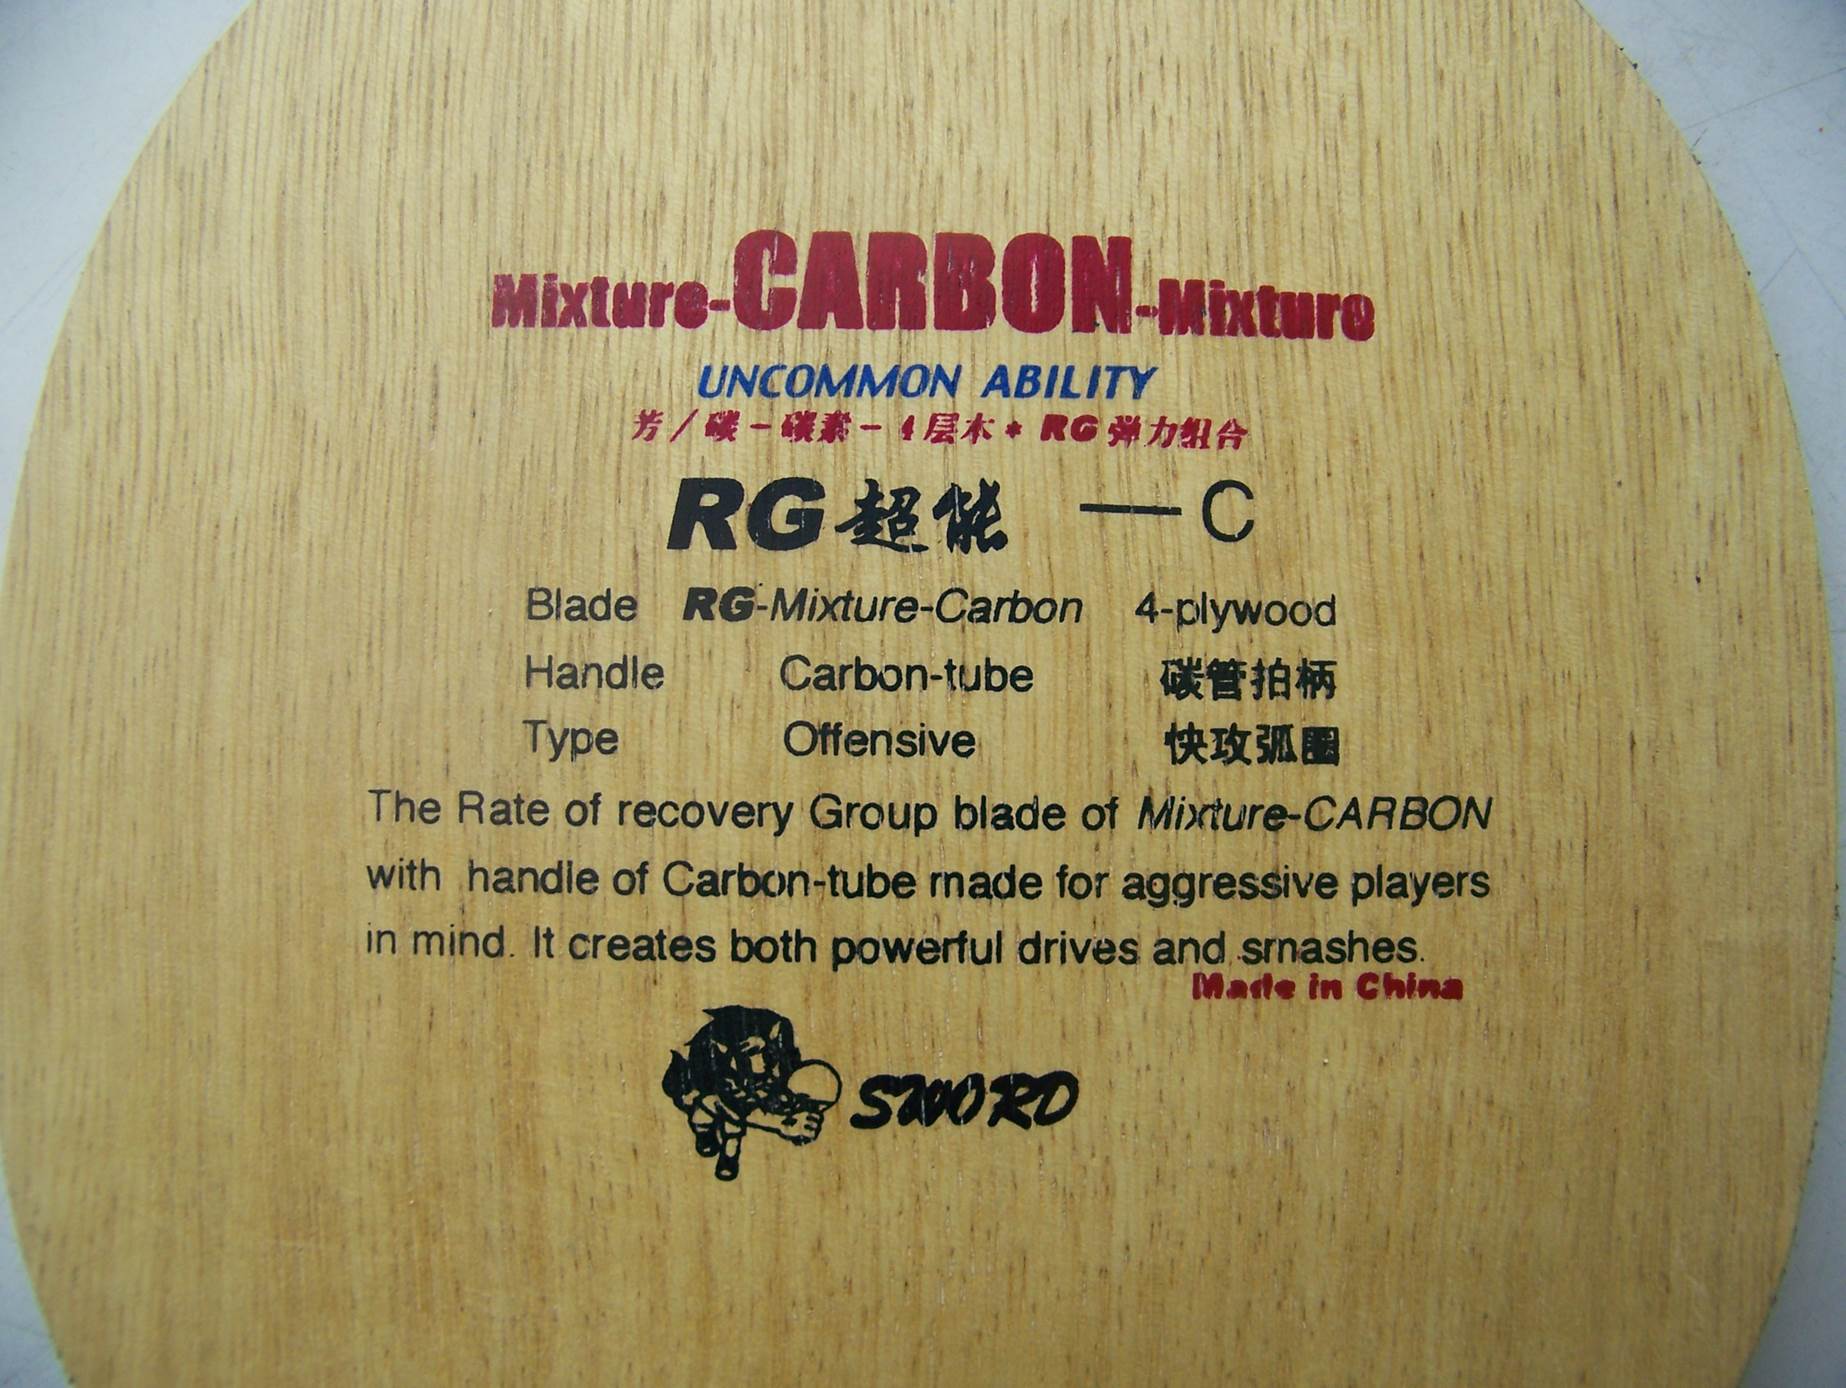 Mixture-CARBON-Mixture
UNCOMMON ABILITY
芳/碳-碳素-4层木*RG弹力组合
RG超能 —C
Blade RG-Mixture-Carbon 4-plywood
Handle Carbon-tube 碳管拍柄
Type Offensive 快攻弧圈
The Rate of recovery Group blade of Mixture-CARBON
with handle of Carbon-tube made for aggressive players
in mind. It creates both powerful drives and smashes.
Made in China
SWORD